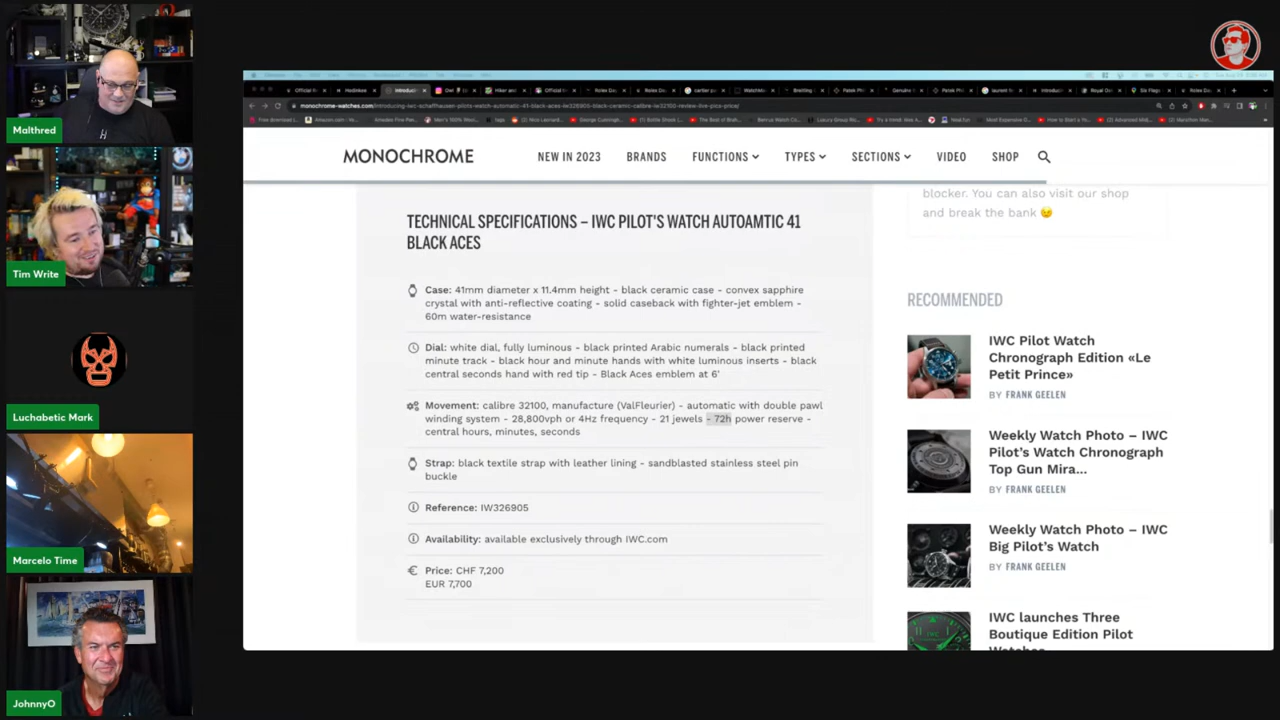 Malthred
Tim Write
Luchabetic Mark
Marcelo Time
JohnnyO
monochrome-watches.com
MONOCHROME
NEW IN 2023
BRANDS
FUNCTIONS
TYPES
SECTIONS
VIDEO
SHOP
TECHNICAL SPECIFICATIONS – IWC PILOT'S WATCH AUTOAMTIC 41
BLACK ACES
Case: 41mm diameter x 11.4mm height - black ceramic case - convex sapphire
crystal with anti-reflective coating - solid caseback with fighter-jet emblem -
60m water-resistance
Dial: white dial, fully luminous - black printed Arabic numerals - black printed
minute track - black hour and minute hands with white luminous inserts - black
central seconds hand with red tip - Black Aces emblem at 6'
Movement: calibre 32100, manufacture (ValFleurier) - automatic with double pawl
winding system - 28,800vph or 4Hz frequency - 21 jewels - 72h power reserve -
central hours, minutes, seconds
Strap: black textile strap with leather lining - sandblasted stainless steel pin
buckle
Reference: IW326905
Availability: available exclusively through IWC.com
Price: CHF 7,200
EUR 7,700
blocker. You can also visit our shop
and break the bank 😉
RECOMMENDED
IWC Pilot Watch
Chronograph Edition «Le
Petit Prince»
BY FRANK GEELEN
Weekly Watch Photo – IWC
Pilot's Watch Chronograph
Top Gun Mira...
BY FRANK GEELEN
Weekly Watch Photo – IWC
Big Pilot's Watch
BY FRANK GEELEN
IWC launches Three
Boutique Edition Pilot
Watches